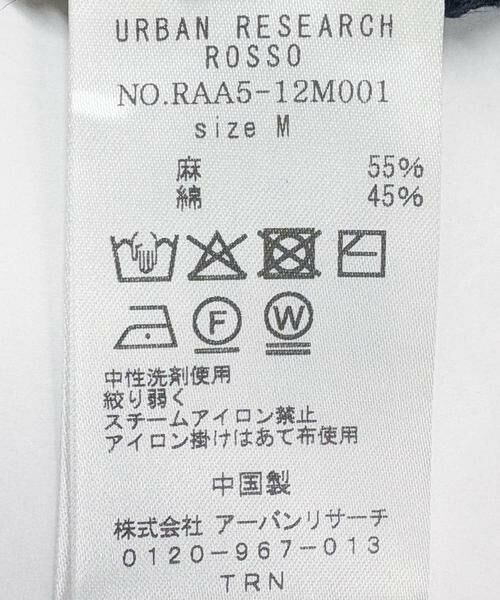 URBAN RESEARCH
ROSSO
NO.RAA5-12M001
size M
麻 55%
綿 45%
F W
中性洗剤使用
絞り弱く
スチームアイロン禁止
アイロン掛けはあて布使用
中国製
株式会社 アーバンリサーチ
0120-967-013
TRN